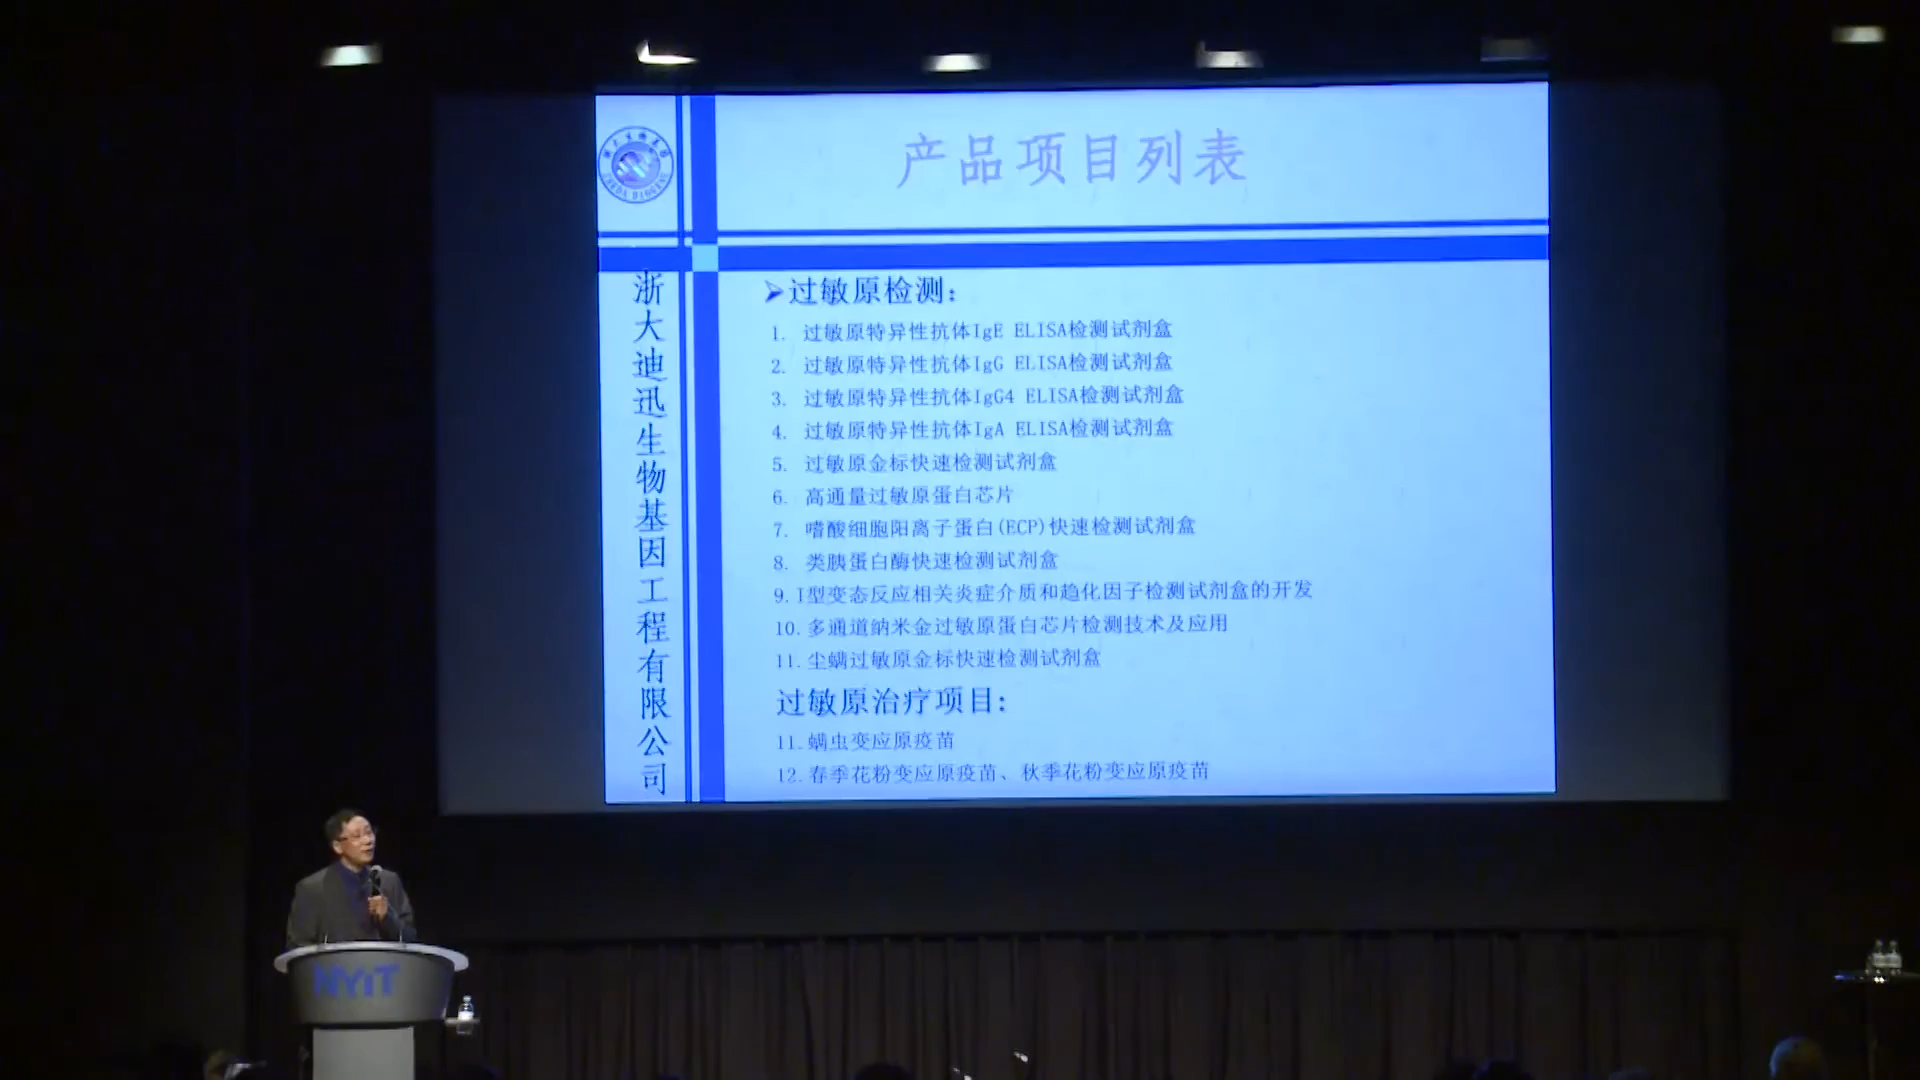 产品项目列表
浙大迪迅生物基因工程有限公司
➢过敏原检测：
1. 过敏原特异性抗体IgE ELISA检测试剂盒
2. 过敏原特异性抗体IgG ELISA检测试剂盒
3. 过敏原特异性抗体IgG4 ELISA检测试剂盒
4. 过敏原特异性抗体IgA ELISA检测试剂盒
5. 过敏原金标快速检测试剂盒
6. 高通量过敏原蛋白芯片
7. 嗜酸细胞阳离子蛋白(ECP)快速检测试剂盒
8. 类胰蛋白酶快速检测试剂盒
9. I型变态反应相关炎症介质和趋化因子检测试剂盒的开发
10. 多通道纳米金过敏原蛋白芯片检测技术及应用
11. 尘螨过敏原金标快速检测试剂盒
过敏原治疗项目：
11. 螨虫变应原疫苗
12. 春季花粉变应原疫苗、秋季花粉变应原疫苗
NYIT